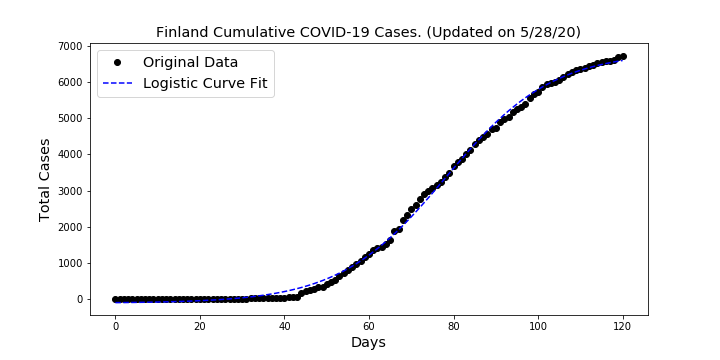 Finland Cumulative COVID-19 Cases. (Updated on 5/28/20)
7000
6000
5000
4000
3000
2000
1000
0
Total Cases
Original Data
Logistic Curve Fit
0 20 40 60 80 100 120
Days